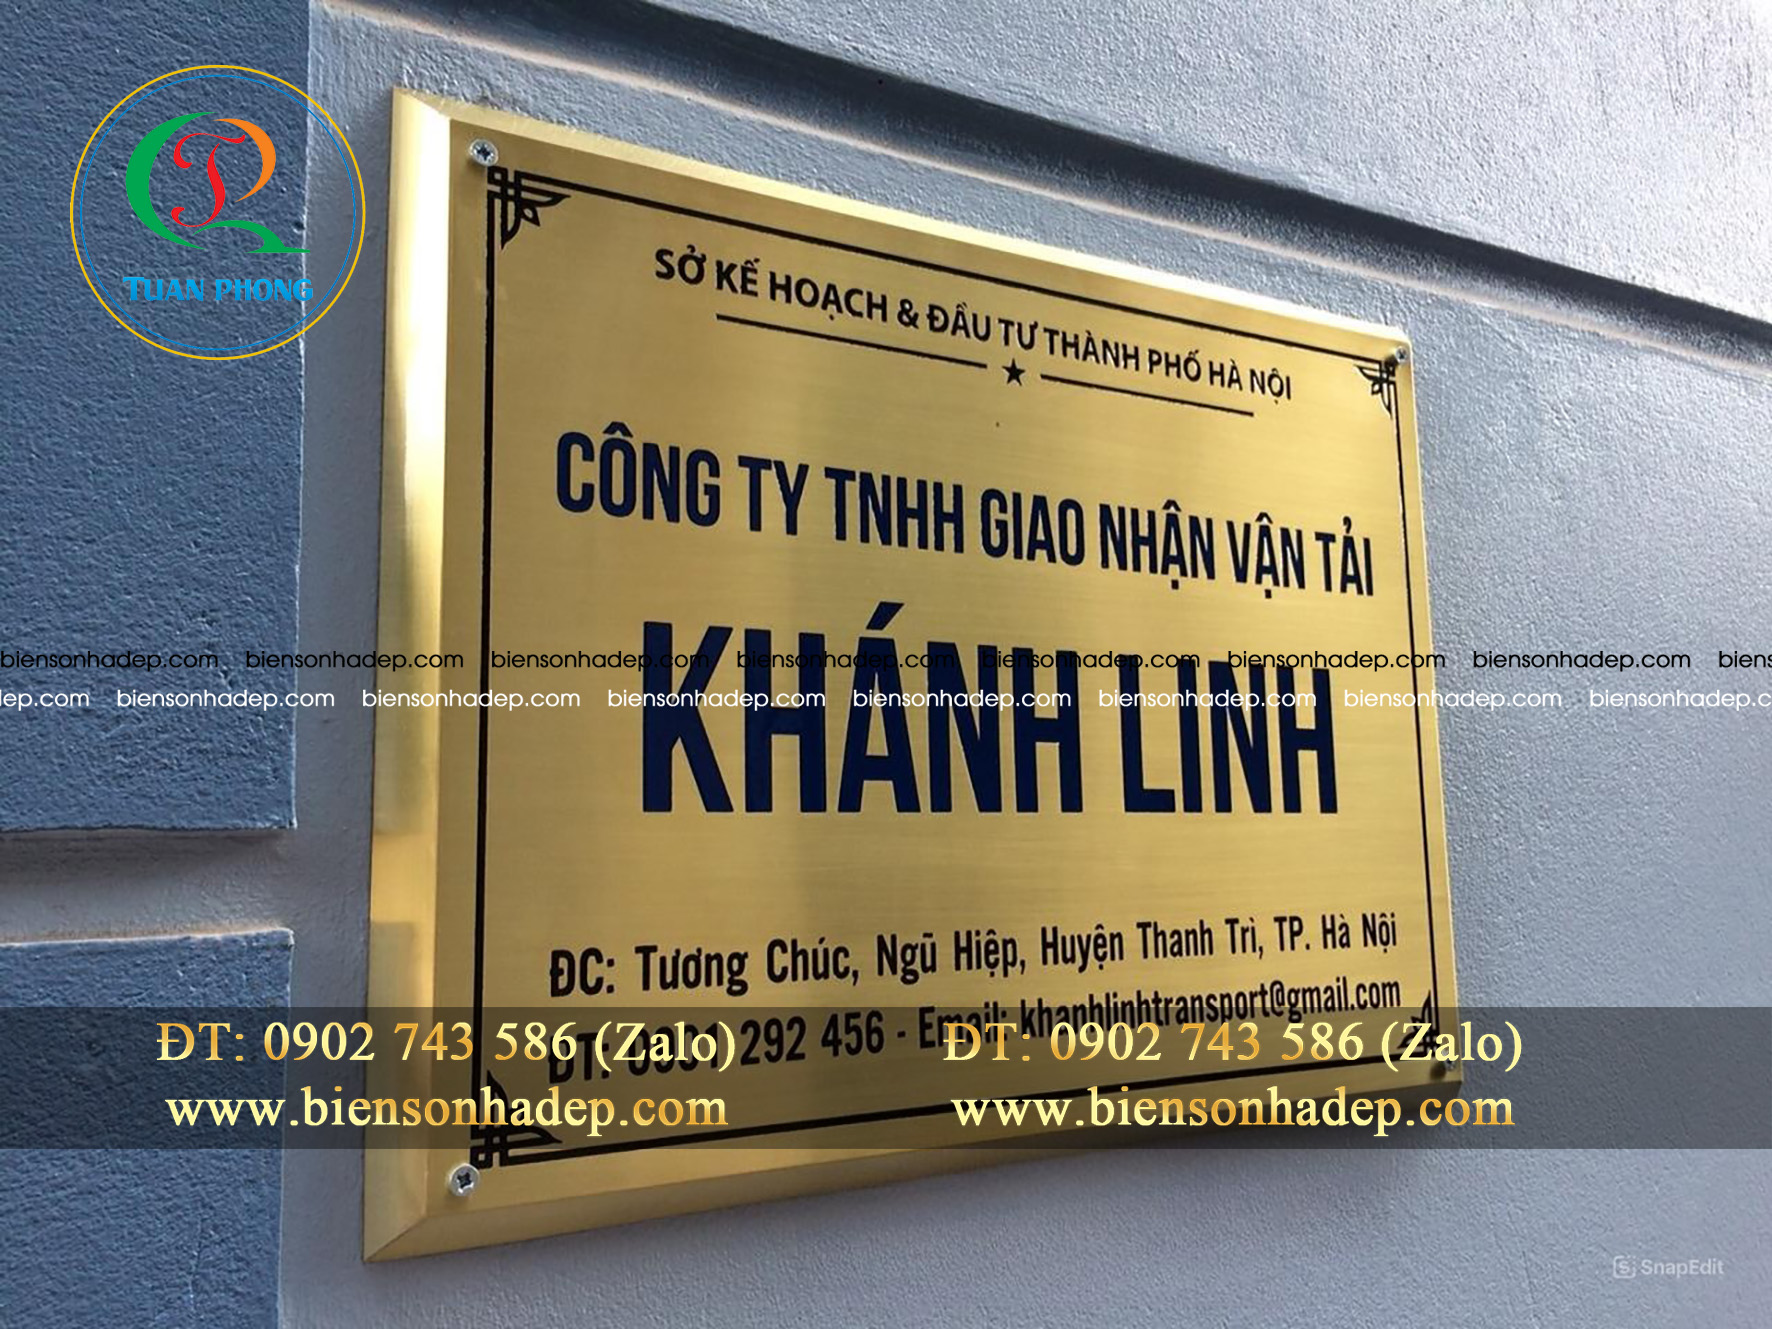 TUAN PHONG
SỞ KẾ HOẠCH & ĐẦU TƯ THÀNH PHỐ HÀ NỘI
CÔNG TY TNHH GIAO NHẬN VẬN TẢI
KHÁNH LINH
biensonhadep.com biensonhadep.com biensonhadep.com biensonhadep.com biensonhadep.com biensonhadep.com biensonhadep.com
biensonhadep.com biensonhadep.com biensonhadep.com biensonhadep.com biensonhadep.com biensonhadep.com
ĐC: Tương Chúc, Ngũ Hiệp, Huyện Thanh Trì, TP. Hà Nội
ĐT: 292 456 - Email: khanhlinhtransport@gmail.com
ĐT: 0902 743 586 (Zalo) ĐT: 0902 743 586 (Zalo)
www.biensonhadep.com www.biensonhadep.com
SnapEdit